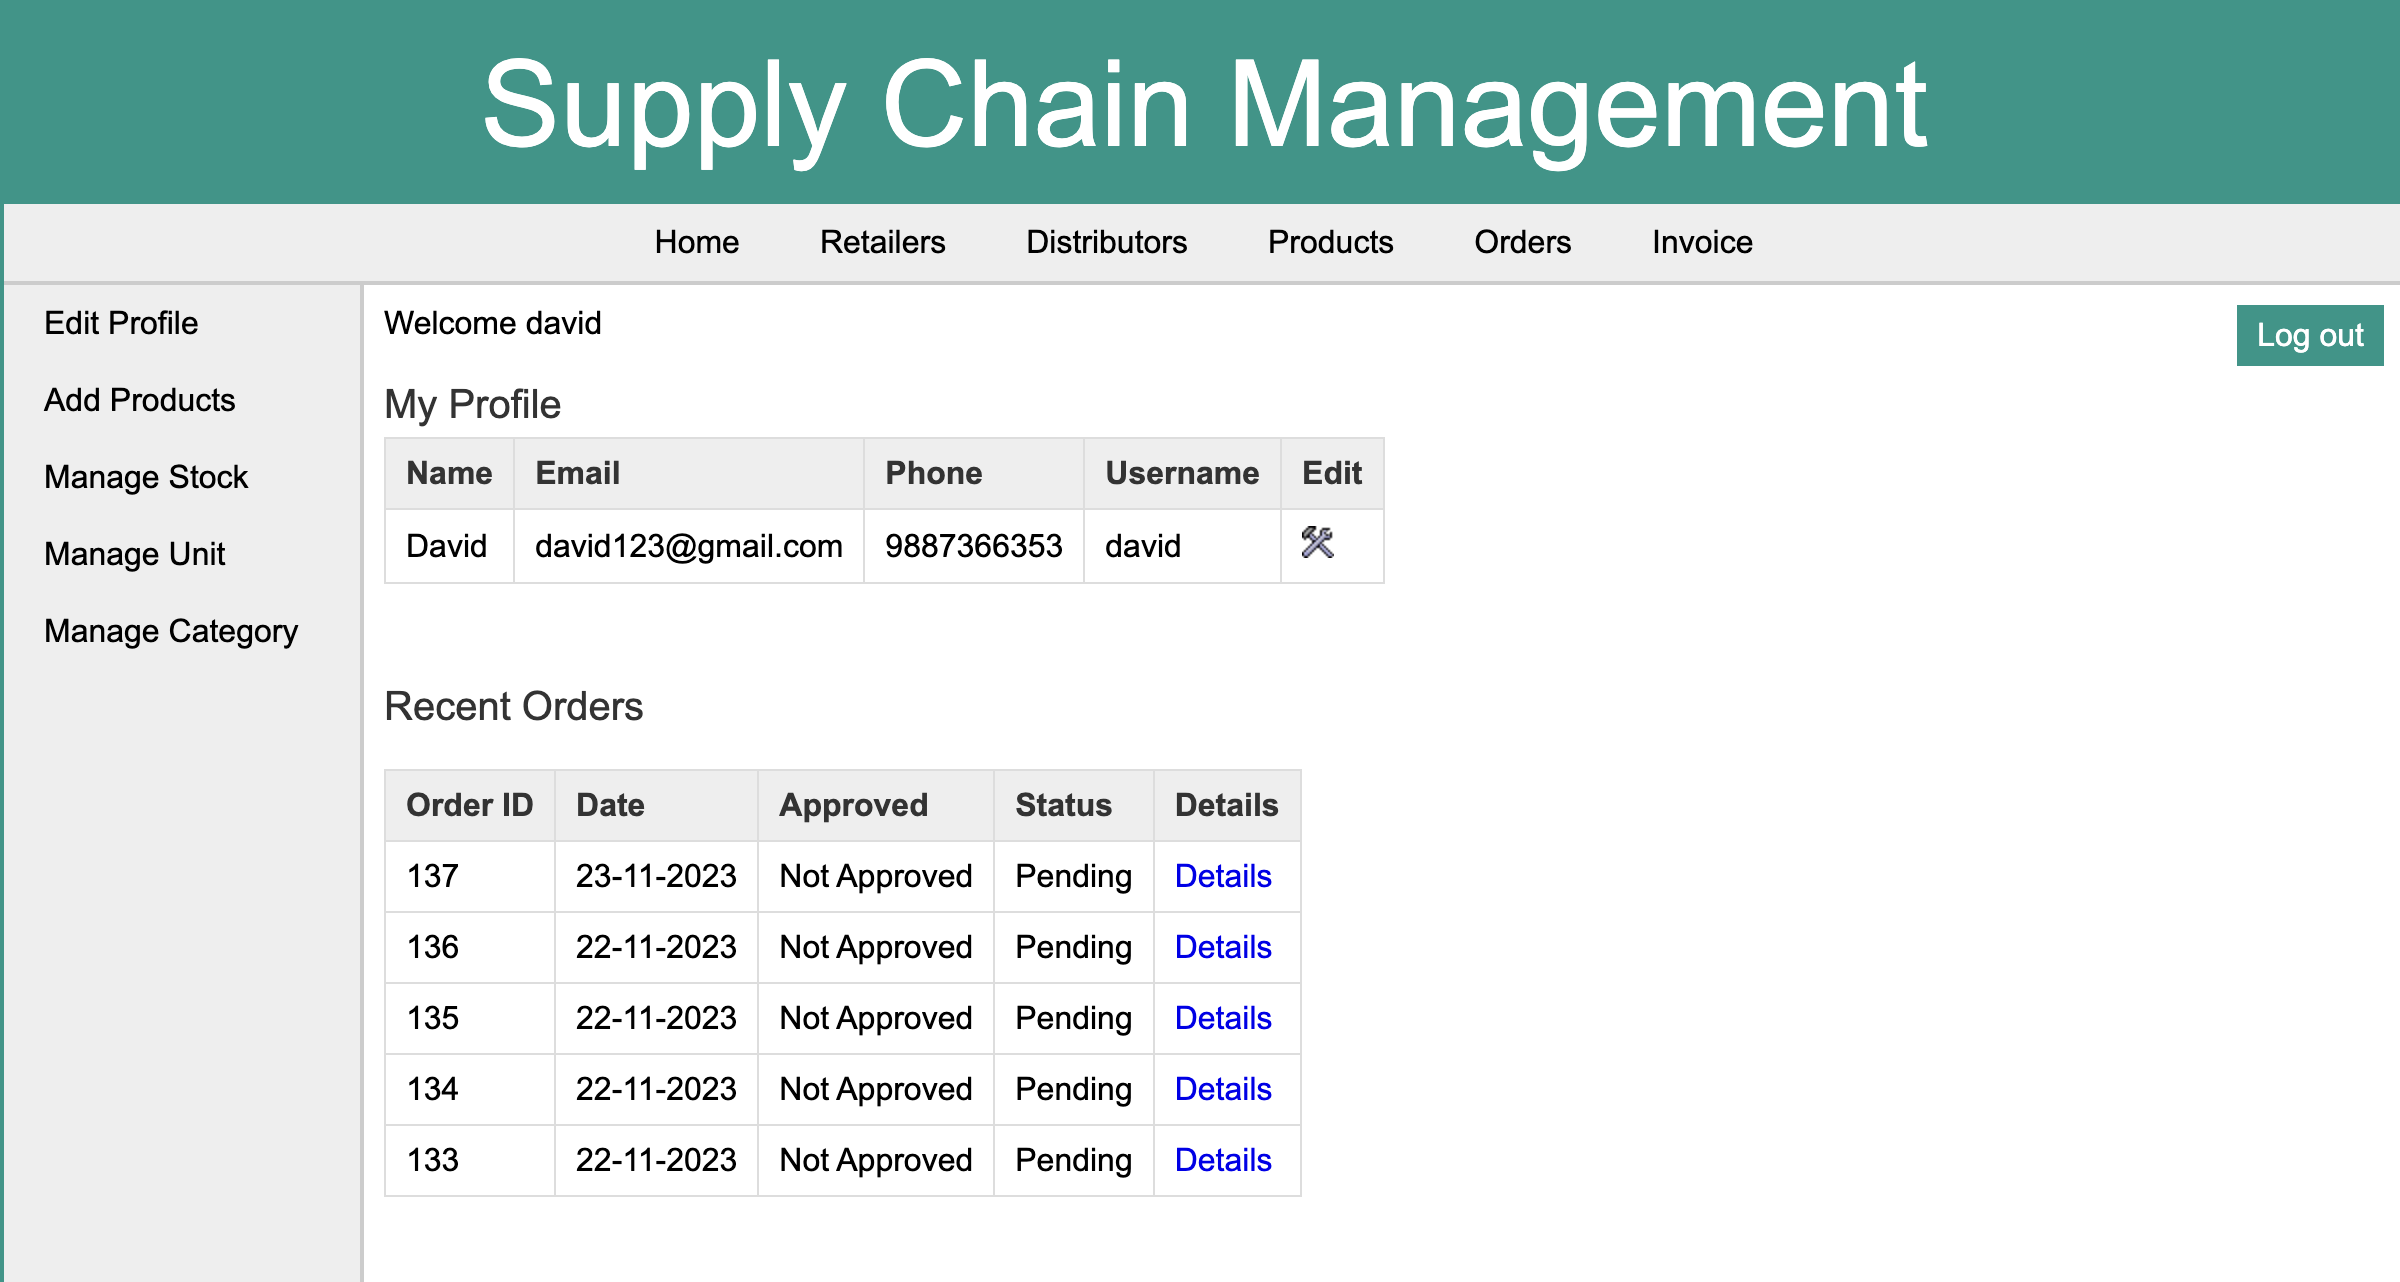 Supply Chain Management
Home Retailers Distributors Products Orders Invoice
Edit Profile
Add Products
Manage Stock
Manage Unit
Manage Category
Welcome david
Log out
My Profile
Name Email Phone Username Edit
David david123@gmail.com 9887366353 david
Recent Orders
Order ID Date Approved Status Details
137 23-11-2023 Not Approved Pending Details
136 22-11-2023 Not Approved Pending Details
135 22-11-2023 Not Approved Pending Details
134 22-11-2023 Not Approved Pending Details
133 22-11-2023 Not Approved Pending Details